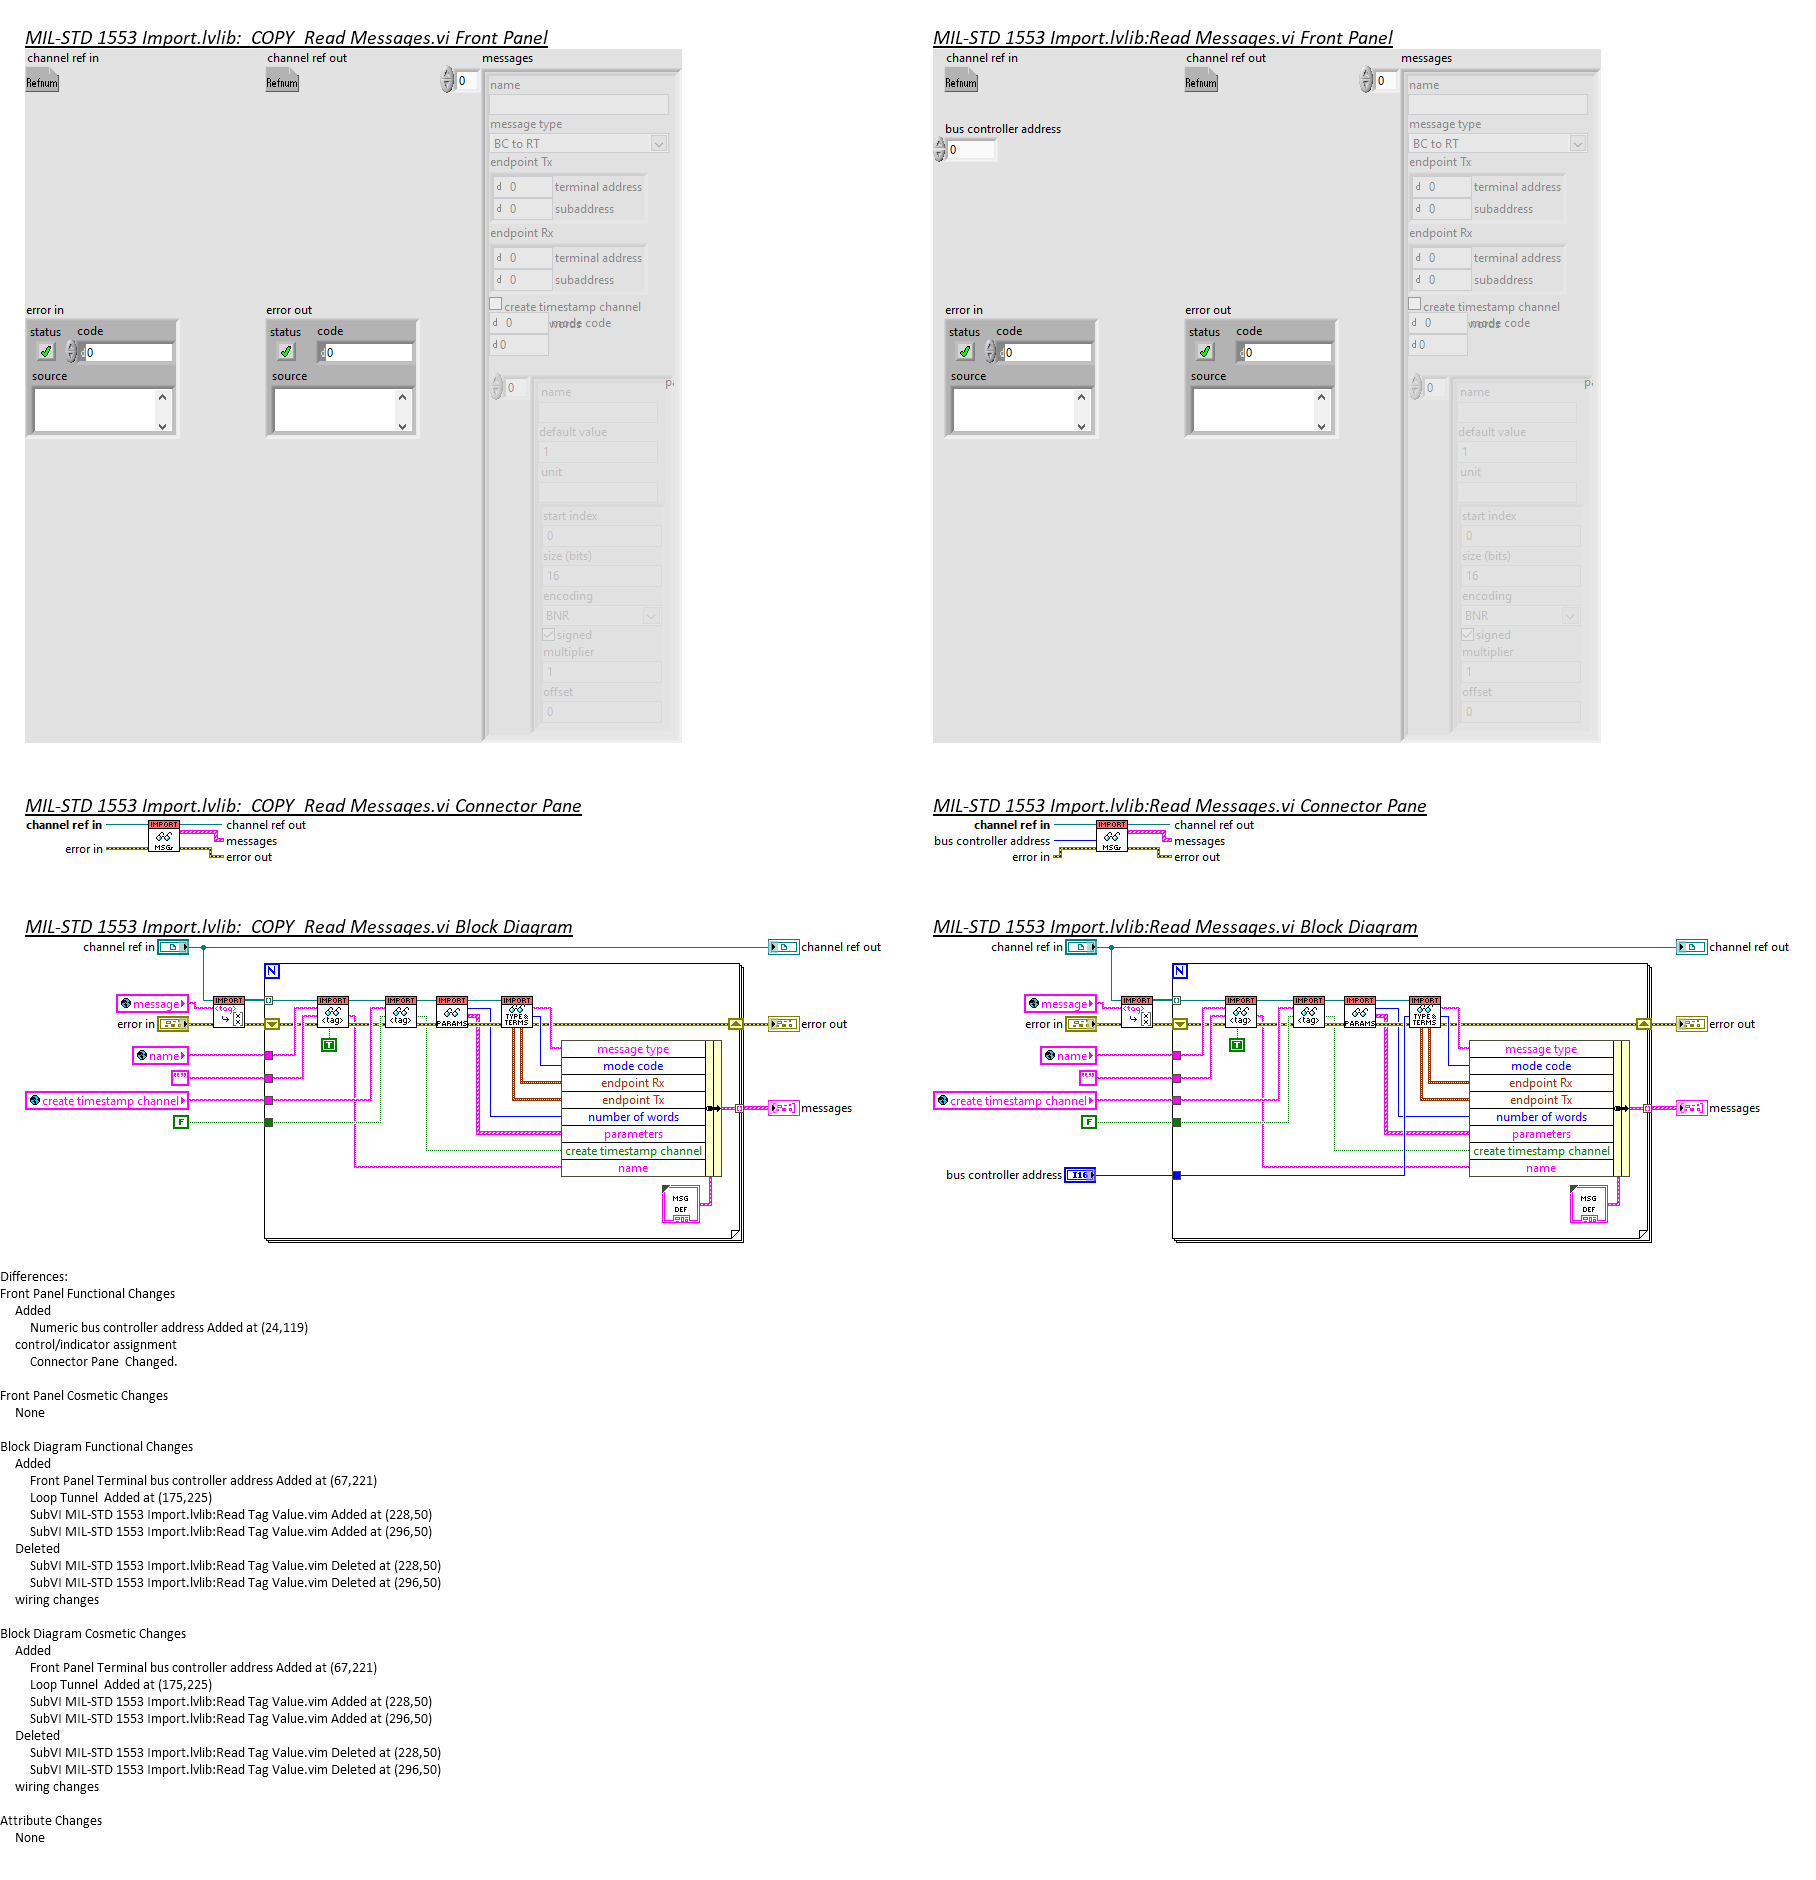 MIL-STD 1553 Import.lvlib:  COPY  Read Messages.vi Front Panel
channel ref in
Refnum
channel ref out
Refnum
messages
0
name
message type
BC to RT
endpoint Tx
d 0 terminal address
d 0 subaddress
endpoint Rx
d 0 terminal address
d 0 subaddress
create timestamp channel
d 0 mode code
words
d 0
error in
status code
d 0
source
error out
status code
d 0
source
0
name
default value
1
unit
start index
0
size (bits)
16
encoding
BNR
signed
multiplier
1
offset
0
MIL-STD 1553 Import.lvlib:Read Messages.vi Front Panel
channel ref in
Refnum
channel ref out
Refnum
messages
0
bus controller address
0
name
message type
BC to RT
endpoint Tx
d 0 terminal address
d 0 subaddress
endpoint Rx
d 0 terminal address
d 0 subaddress
create timestamp channel
d 0 mode code
words
d 0
error in
status code
d 0
source
error out
status code
d 0
source
0
name
default value
1
unit
start index
0
size (bits)
16
encoding
BNR
signed
multiplier
1
offset
0
MIL-STD 1553 Import.lvlib:  COPY  Read Messages.vi Connector Pane
channel ref in
error in
IMPORT
MSGs
channel ref out
messages
error out
MIL-STD 1553 Import.lvlib:Read Messages.vi Connector Pane
channel ref in
bus controller address
error in
IMPORT
MSGs
channel ref out
messages
error out
MIL-STD 1553 Import.lvlib:  COPY  Read Messages.vi Block Diagram
channel ref in
channel ref out
N
message
IMPORT
<tag>
IMPORT
<tag>
IMPORT
<tag>
IMPORT
PARAMS
IMPORT
TYPE &
TERMS
error in
error out
T
name
create timestamp channel
F
message type
mode code
endpoint Rx
endpoint Tx
number of words
parameters
create timestamp channel
name
messages
MSG
DEF
MIL-STD 1553 Import.lvlib:Read Messages.vi Block Diagram
channel ref in
channel ref out
N
message
IMPORT
<tag>
IMPORT
<tag>
IMPORT
<tag>
IMPORT
PARAMS
IMPORT
TYPE &
TERMS
error in
error out
T
name
create timestamp channel
F
bus controller address
I16
message type
mode code
endpoint Rx
endpoint Tx
number of words
parameters
create timestamp channel
name
messages
MSG
DEF
Differences:
Front Panel Functional Changes
Added
Numeric bus controller address Added at (24,119)
control/indicator assignment
Connector Pane  Changed.
Front Panel Cosmetic Changes
None
Block Diagram Functional Changes
Added
Front Panel Terminal bus controller address Added at (67,221)
Loop Tunnel  Added at (175,225)
SubVI MIL-STD 1553 Import.lvlib:Read Tag Value.vim Added at (228,50)
SubVI MIL-STD 1553 Import.lvlib:Read Tag Value.vim Added at (296,50)
Deleted
SubVI MIL-STD 1553 Import.lvlib:Read Tag Value.vim Deleted at (228,50)
SubVI MIL-STD 1553 Import.lvlib:Read Tag Value.vim Deleted at (296,50)
wiring changes
Block Diagram Cosmetic Changes
Added
Front Panel Terminal bus controller address Added at (67,221)
Loop Tunnel  Added at (175,225)
SubVI MIL-STD 1553 Import.lvlib:Read Tag Value.vim Added at (228,50)
SubVI MIL-STD 1553 Import.lvlib:Read Tag Value.vim Added at (296,50)
Deleted
SubVI MIL-STD 1553 Import.lvlib:Read Tag Value.vim Deleted at (228,50)
SubVI MIL-STD 1553 Import.lvlib:Read Tag Value.vim Deleted at (296,50)
wiring changes
Attribute Changes
None